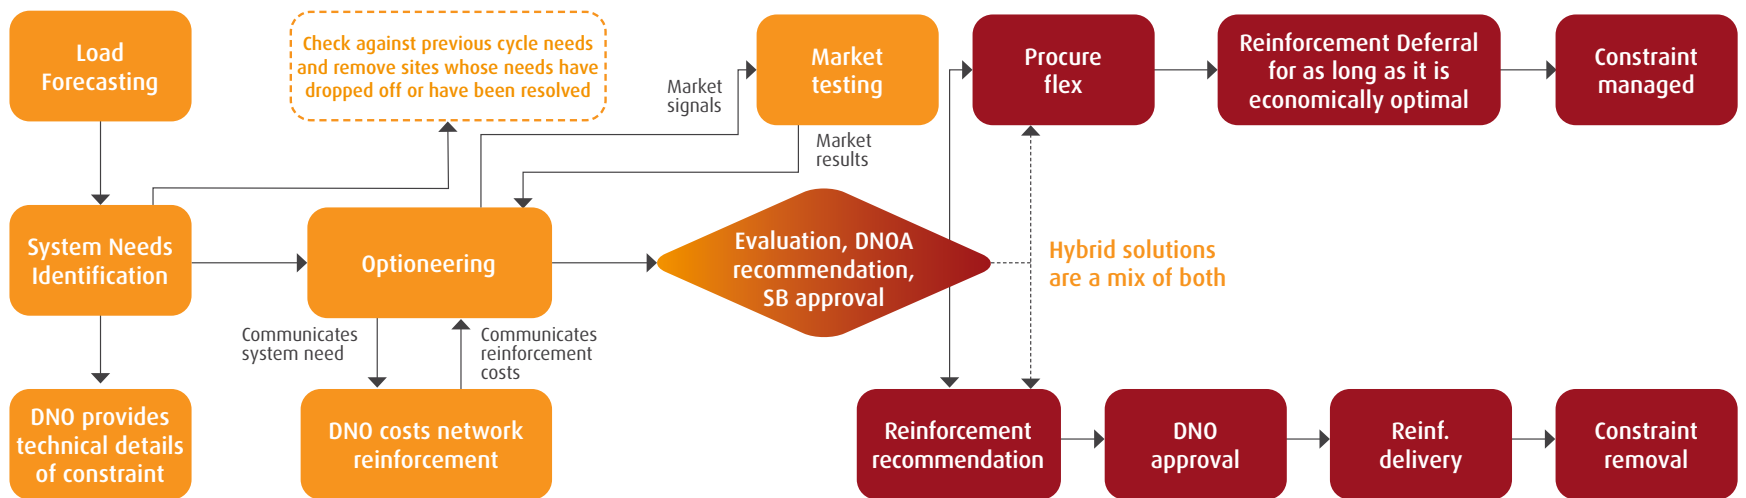 Load
Forecasting
Check against previous cycle needs
and remove sites whose needs have
dropped off or have been resolved
Market
signals
Market
testing
Market
results
Procure
flex
Reinforcement Deferral
for as long as it is
economically optimal
Constraint
managed
System Needs
Identification
Optioneering
Evaluation, DNOA
recommendation,
SB approval
Hybrid solutions
are a mix of both
Communicates
system need
Communicates
reinforcement
costs
DNO provides
technical details
of constraint
DNO costs network
reinforcement
Reinforcement
recommendation
DNO
approval
Reinf.
delivery
Constraint
removal